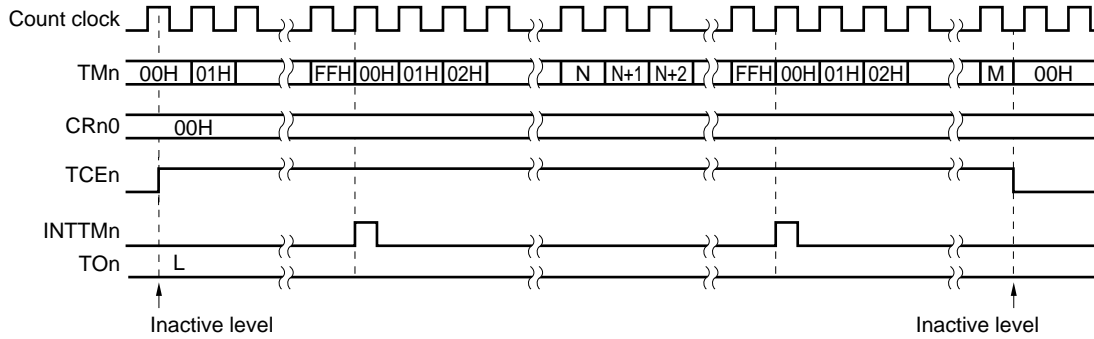 Count clock
TMn 00H 01H FFH 00H 01H 02H N N+1 N+2 FFH 00H 01H 02H M 00H
CRn0 00H
TCEn
INTTMn
TOn L
Inactive level Inactive level